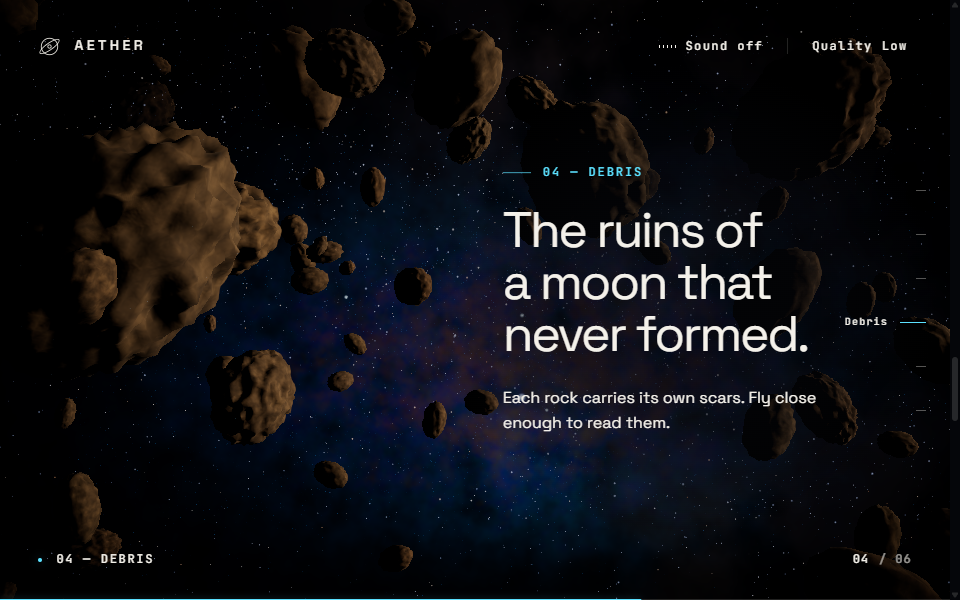 AETHER
Sound off
Quality Low
04 — DEBRIS
The ruins of
a moon that
never formed.
Debris
Each rock carries its own scars. Fly close
enough to read them.
04 — DEBRIS
04 / 06